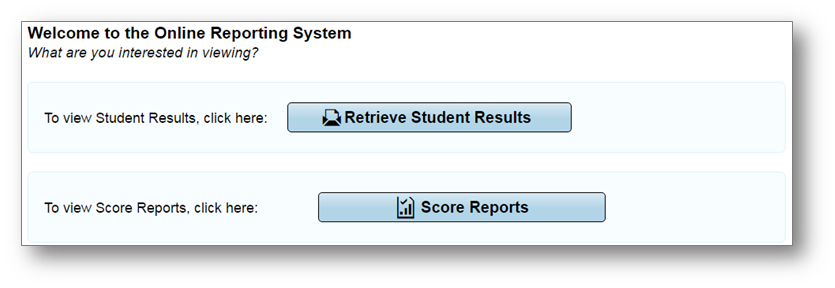 Welcome to the Online Reporting System
What are you interested in viewing?
To view Student Results, click here: Retrieve Student Results
To view Score Reports, click here: Score Reports